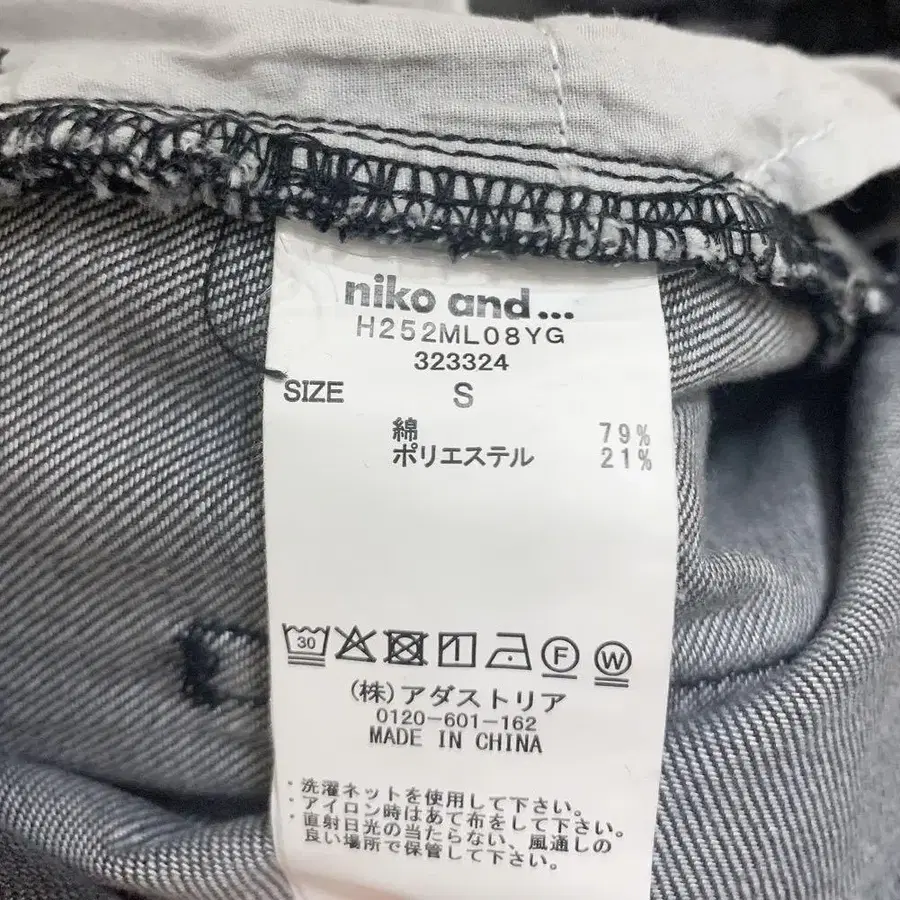 niko and...
H252ML08YG
323324
SIZE S
綿 79%
ポリエステル 21%
30 F W
(株)アダストリア
0120-601-162
MADE IN CHINA
・洗濯ネットを使用して下さい。
・アイロン時はあて布をして下さい。
・直射日光の当たらない、風通しの
良い場所で保管して下さい。